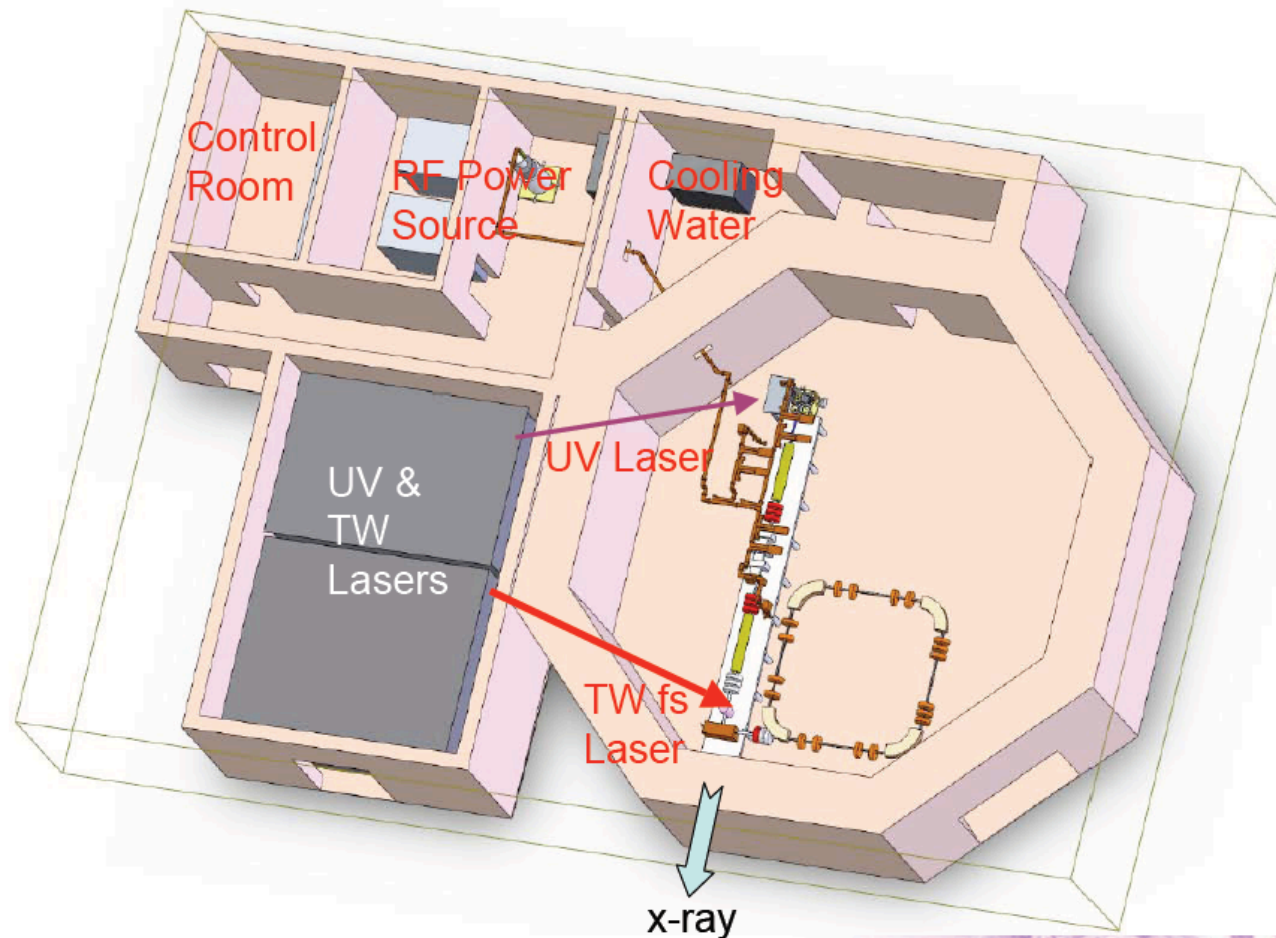 Control
Room
RF Power
Source
Cooling
Water
UV Laser
UV &
TW
Lasers
TW fs
Laser
x-ray